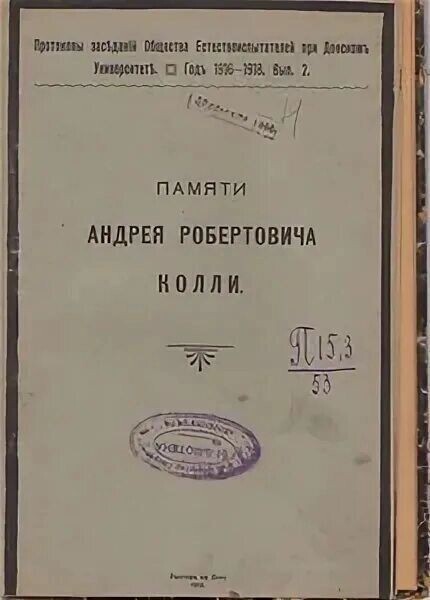 Протоколы засѣданій Общества Естествоиспытателей при Донскомъ
Университетѣ. Годъ 1916—1918. Вып. 2.
ПАМЯТИ
АНДРЕЯ РОБЕРТОВИЧА
КОЛЛИ.
П 15,3
53